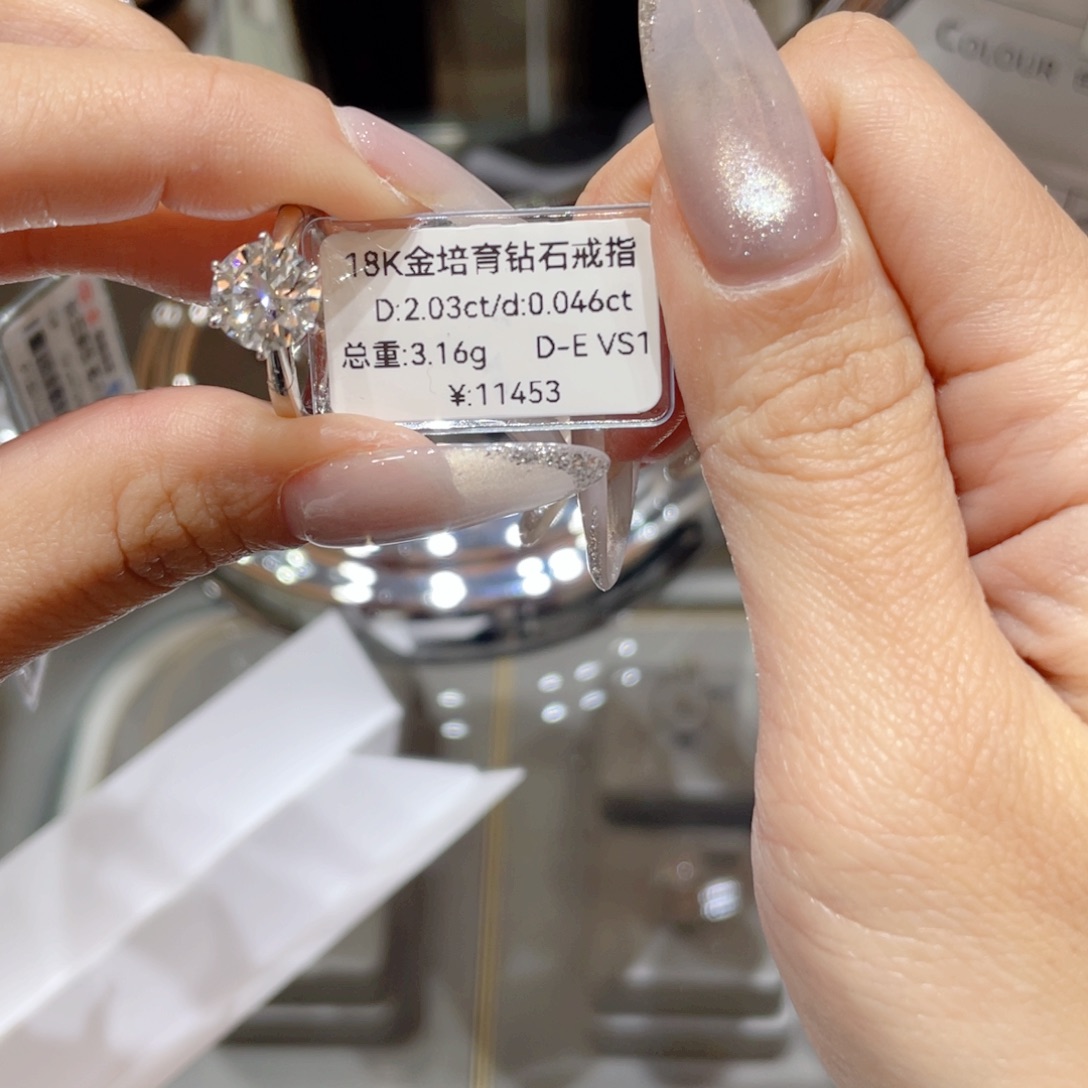 18K金培育钻石戒指
D:2.03ct/d:0.046ct
总重:3.16g D-E VS1
¥:11453
COLOUR